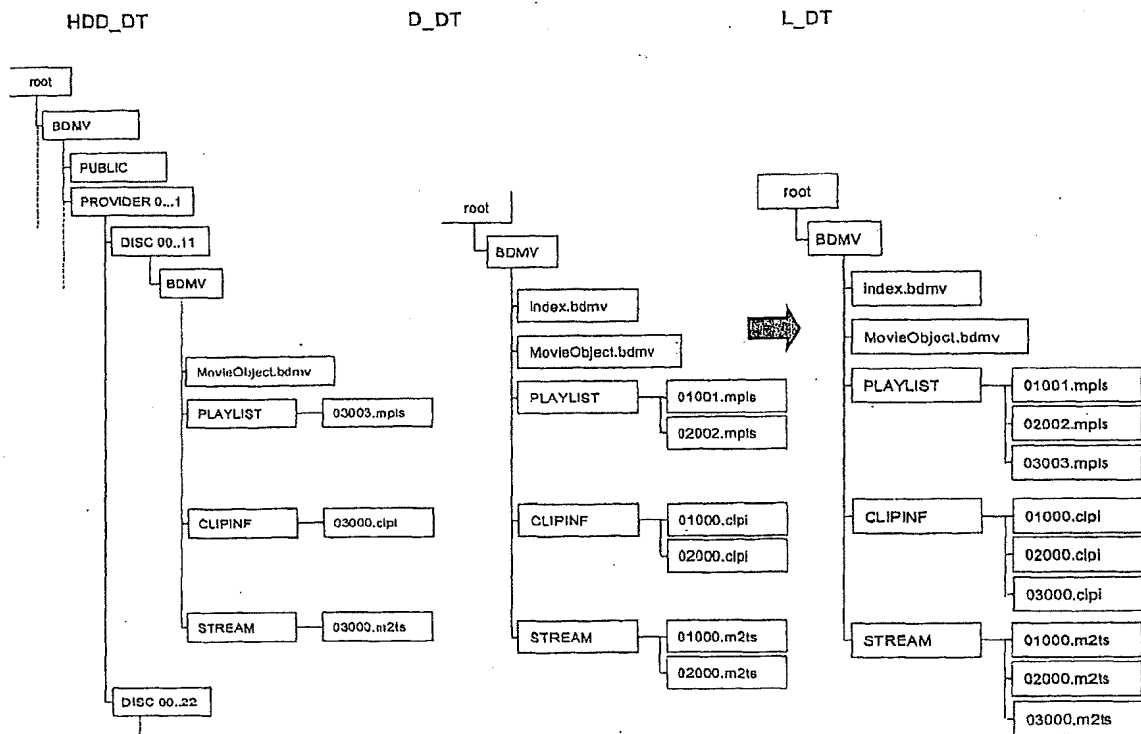 HDD_DT
root
BDMV
PUBLIC
PROVIDER 0...1
DISC 00..11
BDMV
MovieObject.bdmv
PLAYLIST
03003.mpls
CLIPINF
03000.clpi
STREAM
03000.m2ts
DISC 00..22
D_DT
root
BDMV
Index.bdmv
MovieObject.bdmv
PLAYLIST
01001.mpls
02002.mpls
CLIPINF
01000.clpi
02000.clpi
STREAM
01000.m2ts
02000.m2ts
L_DT
root
BDMV
index.bdmv
MovieObject.bdmv
PLAYLIST
01001.mpls
02002.mpls
03003.mpls
CLIPINF
01000.clpi
02000.clpi
03000.clpi
STREAM
01000.m2ts
02000.m2ts
03000.m2ts